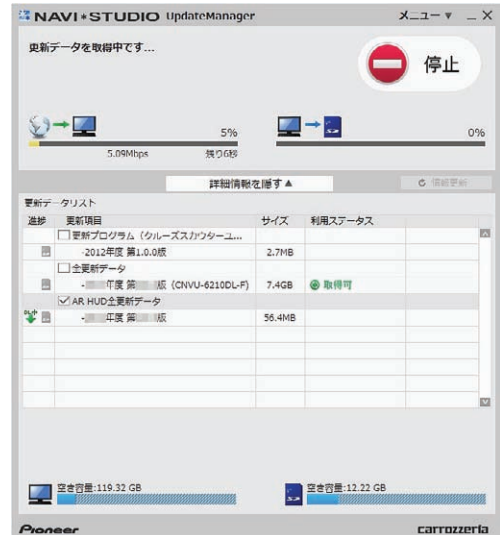 NAVI*STUDIO UpdateManager メニュー ▼
更新データを取得中です...
停止
5%
0%
5.09Mbps 残り6秒
詳細情報を隠す▲
情報更新
更新データリスト
進捗 更新項目 サイズ 利用ステータス
更新プログラム（クルーズスカウターユ...
-2012年度 第1.0.0版 2.7MB
全更新データ
- 年度 第 版 (CNVU-6210DL-F) 7.4GB 取得可
AR HUD全更新データ
- 年度 第 版 56.4MB
空き容量:119.32 GB
空き容量:12.22 GB
Pioneer carrozzeria